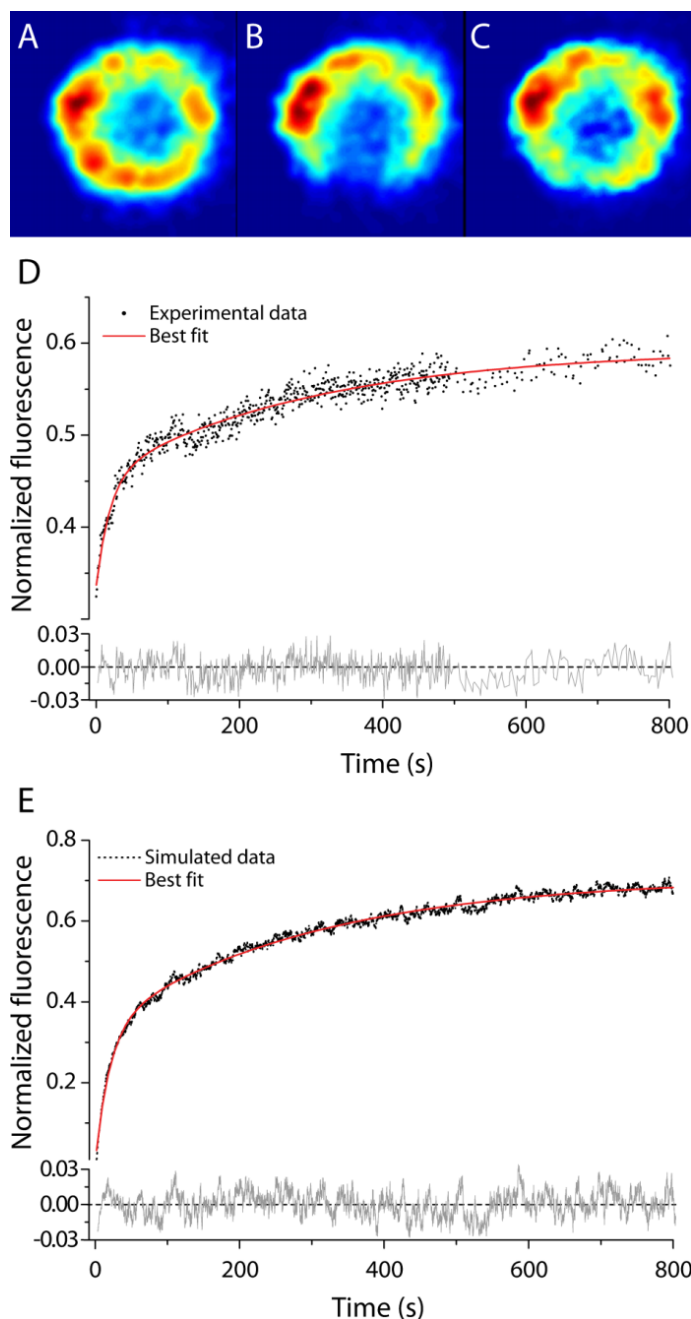 A B C
D
Experimental data
Best fit
Normalized fluorescence
0.6
0.5
0.4
0.03
0.00
-0.03
0 200 400 600 800
Time (s)
E
0.8
Simulated data
Best fit
Normalized fluorescence
0.6
0.4
0.2
0.03
0.00
-0.03
0 200 400 600 800
Time (s)